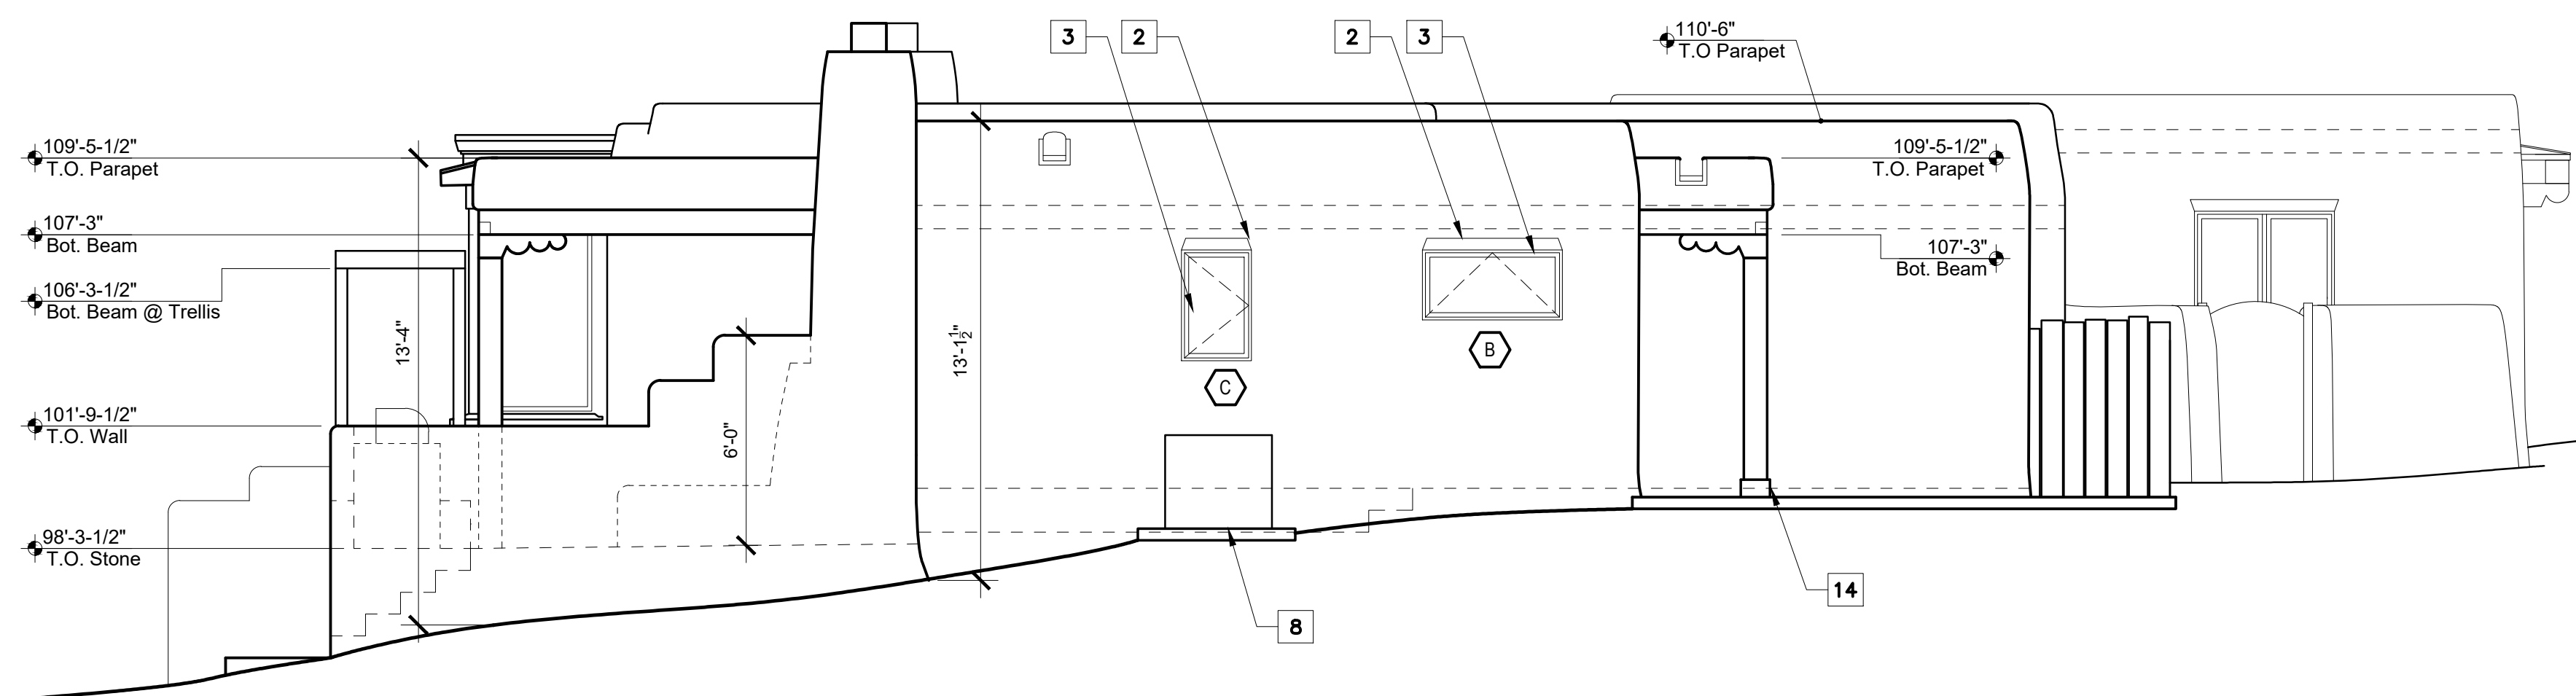 3
2
2
3
110'-6"
T.O Parapet
109'-5-1/2"
T.O. Parapet
109'-5-1/2"
T.O. Parapet
107'-3"
Bot. Beam
107'-3"
Bot. Beam
106'-3-1/2"
Bot. Beam @ Trellis
13'-4"
13'-1 1/2"
B
C
101'-9-1/2"
T.O. Wall
6'-0"
98'-3-1/2"
T.O. Stone
14
8